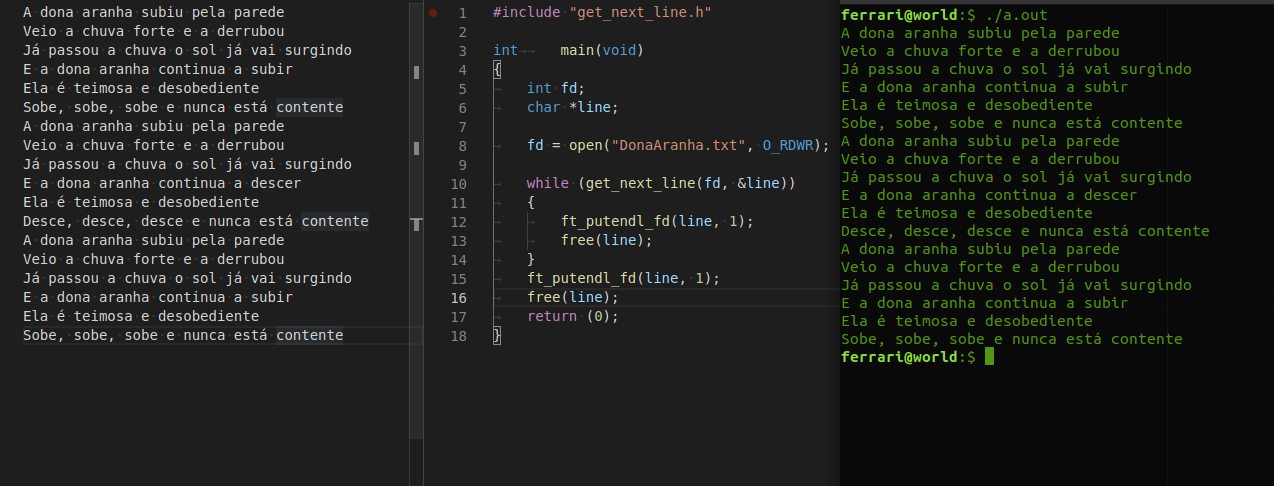 A dona aranha subiu pela parede
Veio a chuva forte e a derrubou
Já passou a chuva o sol já vai surgindo
E a dona aranha continua a subir
Ela é teimosa e desobediente
Sobe, sobe, sobe e nunca está contente
A dona aranha subiu pela parede
Veio a chuva forte e a derrubou
Já passou a chuva o sol já vai surgindo
E a dona aranha continua a descer
Ela é teimosa e desobediente
Desce, desce, desce e nunca está contente
A dona aranha subiu pela parede
Veio a chuva forte e a derrubou
Já passou a chuva o sol já vai surgindo
E a dona aranha continua a subir
Ela é teimosa e desobediente
Sobe, sobe, sobe e nunca está contente
1 #include "get_next_line.h"
2
3 int main(void)
4 {
5 int fd;
6 char *line;
7
8 fd = open("DonaAranha.txt", O_RDWR);
9
10 while (get_next_line(fd, &line))
11 {
12 ft_putendl_fd(line, 1);
13 free(line);
14 }
15 ft_putendl_fd(line, 1);
16 free(line);
17 return (0);
18 }
ferrari@world:$ ./a.out
A dona aranha subiu pela parede
Veio a chuva forte e a derrubou
Já passou a chuva o sol já vai surgindo
E a dona aranha continua a subir
Ela é teimosa e desobediente
Sobe, sobe, sobe e nunca está contente
A dona aranha subiu pela parede
Veio a chuva forte e a derrubou
Já passou a chuva o sol já vai surgindo
E a dona aranha continua a descer
Ela é teimosa e desobediente
Desce, desce, desce e nunca está contente
A dona aranha subiu pela parede
Veio a chuva forte e a derrubou
Já passou a chuva o sol já vai surgindo
E a dona aranha continua a subir
Ela é teimosa e desobediente
Sobe, sobe, sobe e nunca está contente
ferrari@world:$